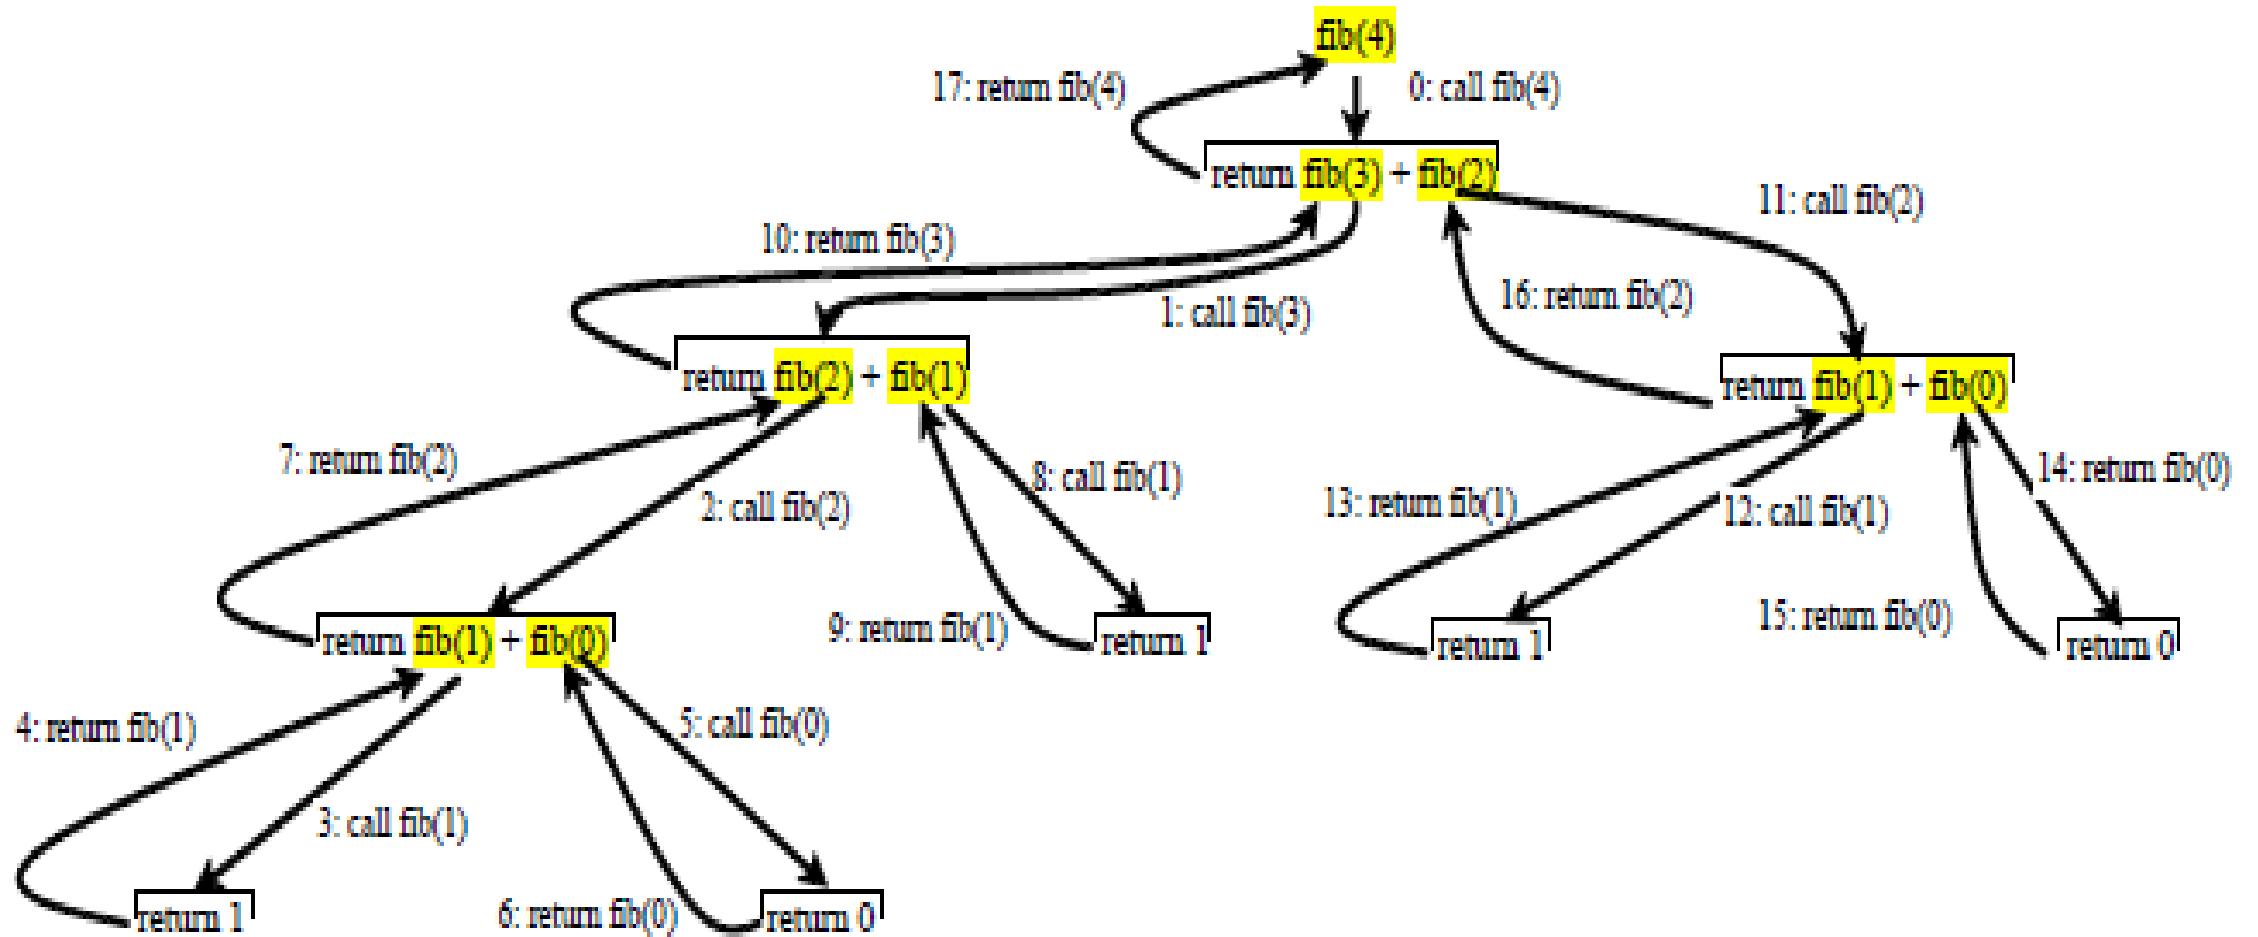 fib(4)
17: return fib(4)
0: call fib(4)
return fib(3) + fib(2)
11: call fib(2)
10: return fib(3)
16: return fib(2)
1: call fib(3)
return fib(2) + fib(1)
return fib(1) + fib(0)
7: return fib(2)
8: call fib(1)
14: return fib(0)
2: call fib(2)
13: return fib(1)
12: call fib(1)
9: return fib(1)
15: return fib(0)
return fib(1) + fib(0)
return 1
return 1
return 0
4: return fib(1)
5: call fib(0)
3: call fib(1)
6: return fib(0)
return 1
return 0